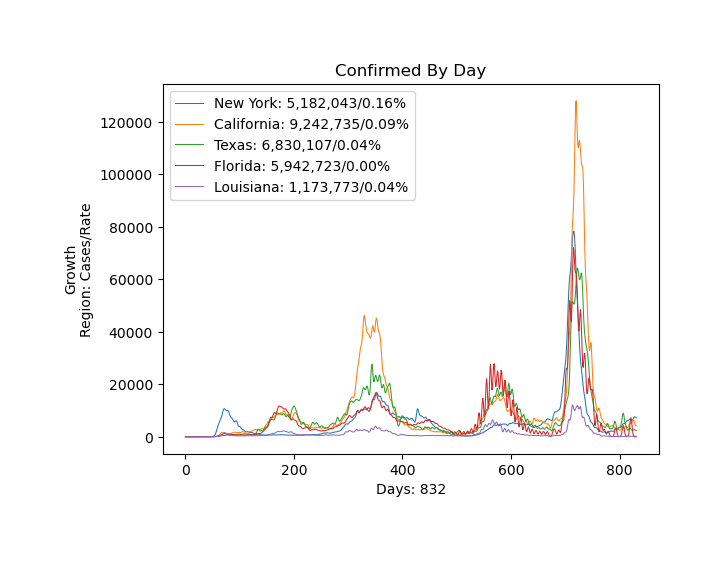 Confirmed By Day
New York: 5,182,043/0.16%
California: 9,242,735/0.09%
Texas: 6,830,107/0.04%
Florida: 5,942,723/0.00%
Louisiana: 1,173,773/0.04%
120000
100000
80000
60000
40000
20000
0
Growth
Region: Cases/Rate
0 200 400 600 800
Days: 832